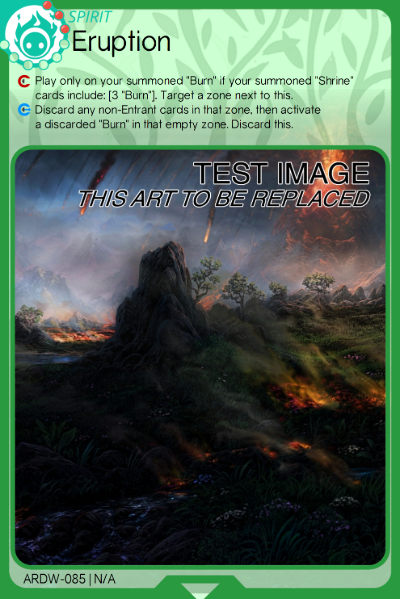 SPIRIT
Eruption
Play only on your summoned "Burn" if your summoned "Shrine"
cards include: [3 "Burn"]. Target a zone next to this.
Discard any non-Entrant cards in that zone, then activate
a discarded "Burn" in that empty zone. Discard this.
TEST IMAGE
THIS ART TO BE REPLACED
ARDW-085 | N/A